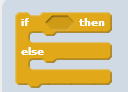 if then
else